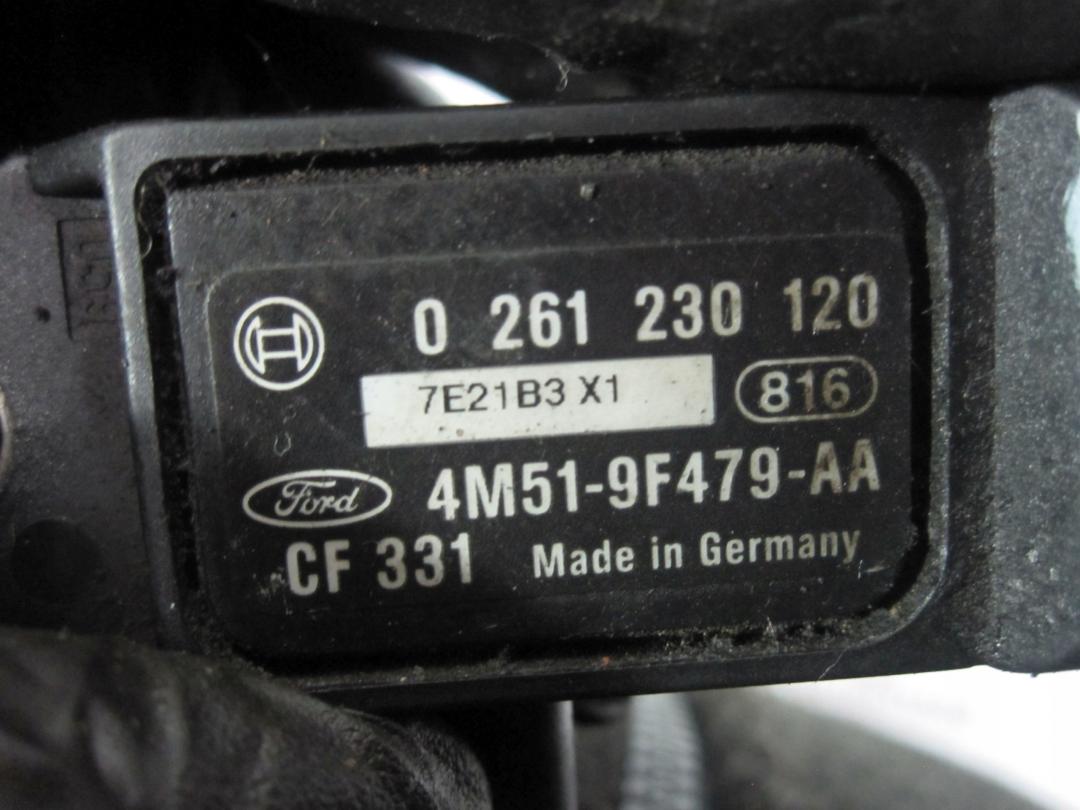 0 261 230 120
7E21B3 X1
816
Ford
4M51-9F479-AA
CF 331
Made in Germany